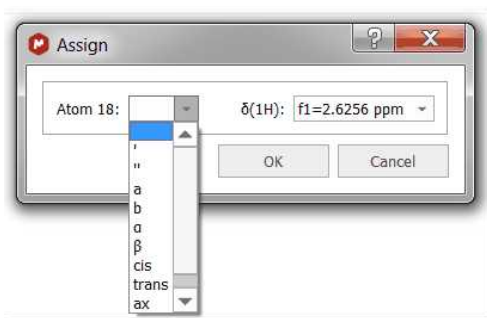 Assign
Atom 18:
δ(1H): f1=2.6256 ppm
OK
Cancel
'
"
a
b
α
β
cis
trans
ax